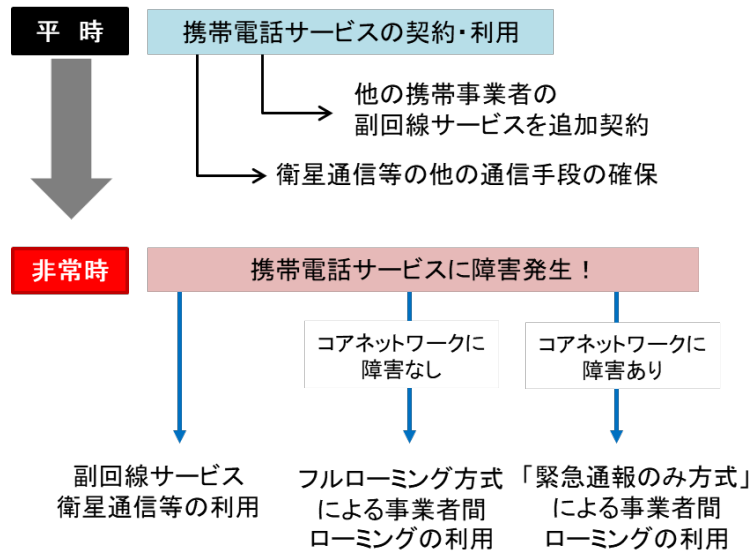 平 時
携帯電話サービスの契約・利用
他の携帯事業者の
副回線サービスを追加契約
衛星通信等の他の通信手段の確保
非常時
携帯電話サービスに障害発生！
コアネットワークに
障害なし
コアネットワークに
障害あり
副回線サービス
衛星通信等の利用
フルローミング方式
による事業者間
ローミングの利用
「緊急通報のみ方式」
による事業者間
ローミングの利用